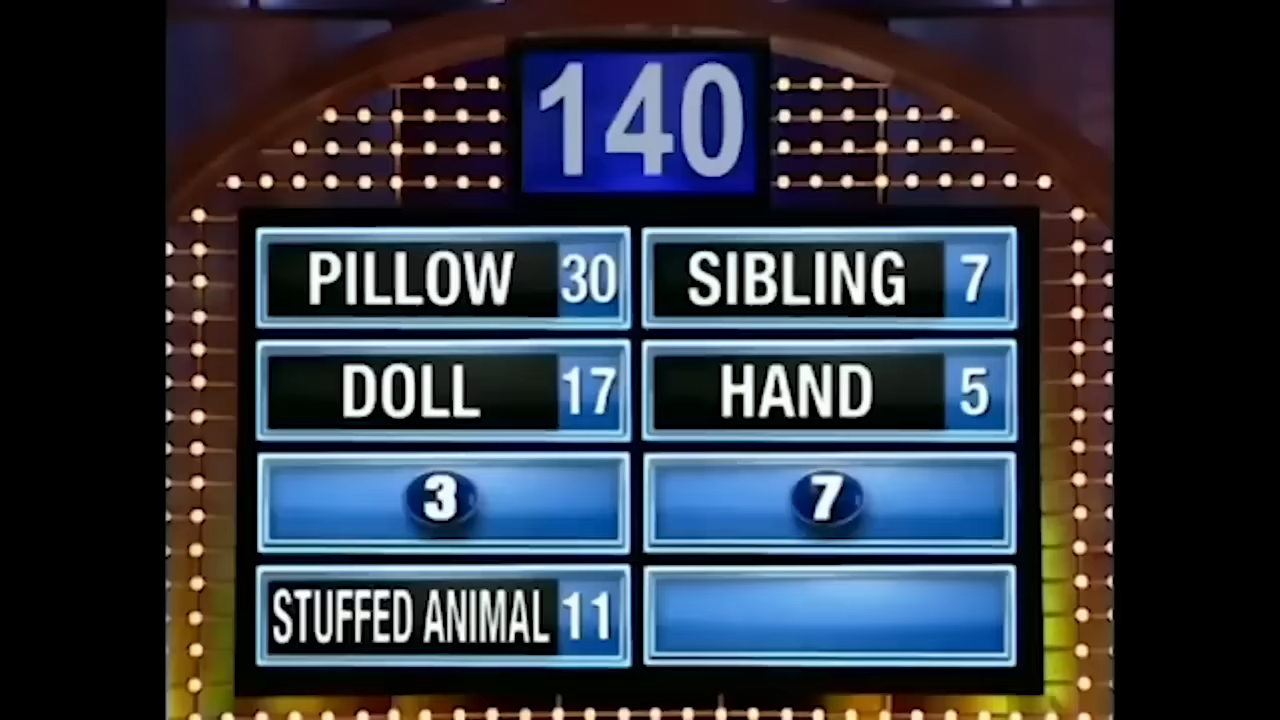 140
PILLOW 30
SIBLING 7
DOLL 17
HAND 5
3
7
STUFFED ANIMAL 11